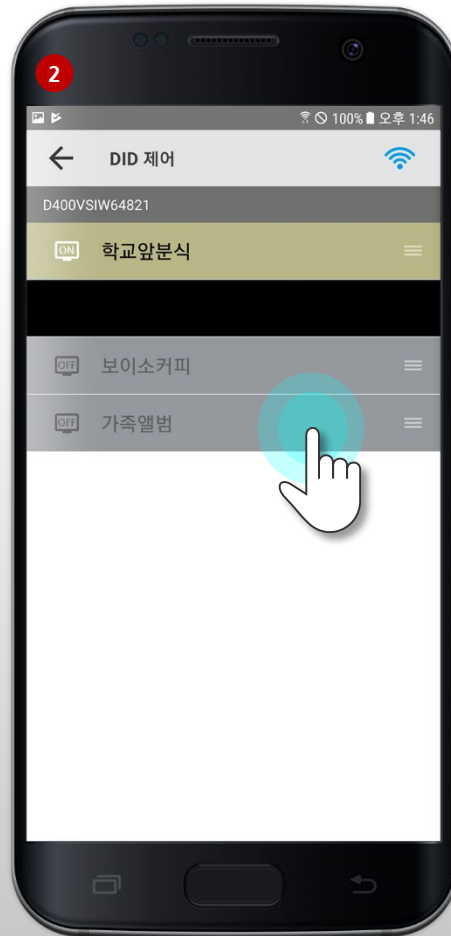 2
100% 오후 1:46
DID 제어
D400VSIW64821
ON 학교앞분식
OFF 보이소커피
OFF 가족앨범